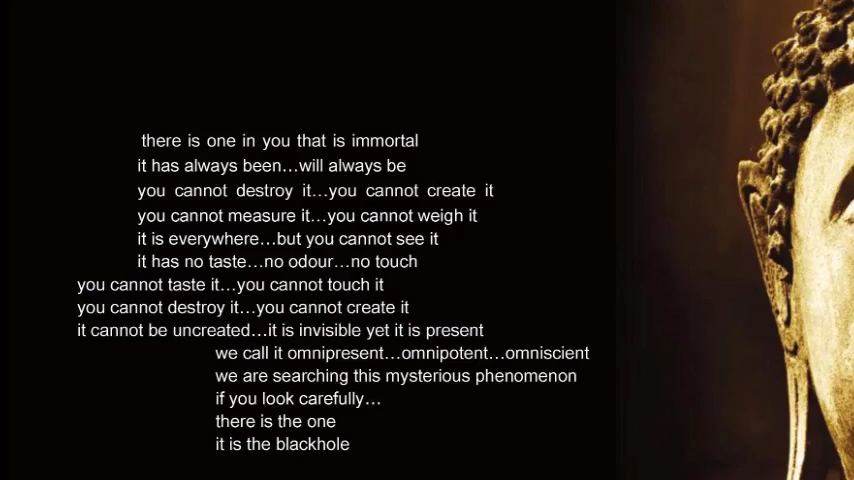 there is one in you that is immortal
it has always been...will always be
you cannot destroy it...you cannot create it
you cannot measure it...you cannot weigh it
it is everywhere...but you cannot see it
it has no taste...no odour...no touch
you cannot taste it...you cannot touch it
you cannot destroy it...you cannot create it
it cannot be uncreated...it is invisible yet it is present
we call it omnipresent...omnipotent...omniscient
we are searching this mysterious phenomenon
if you look carefully...
there is the one
it is the blackhole